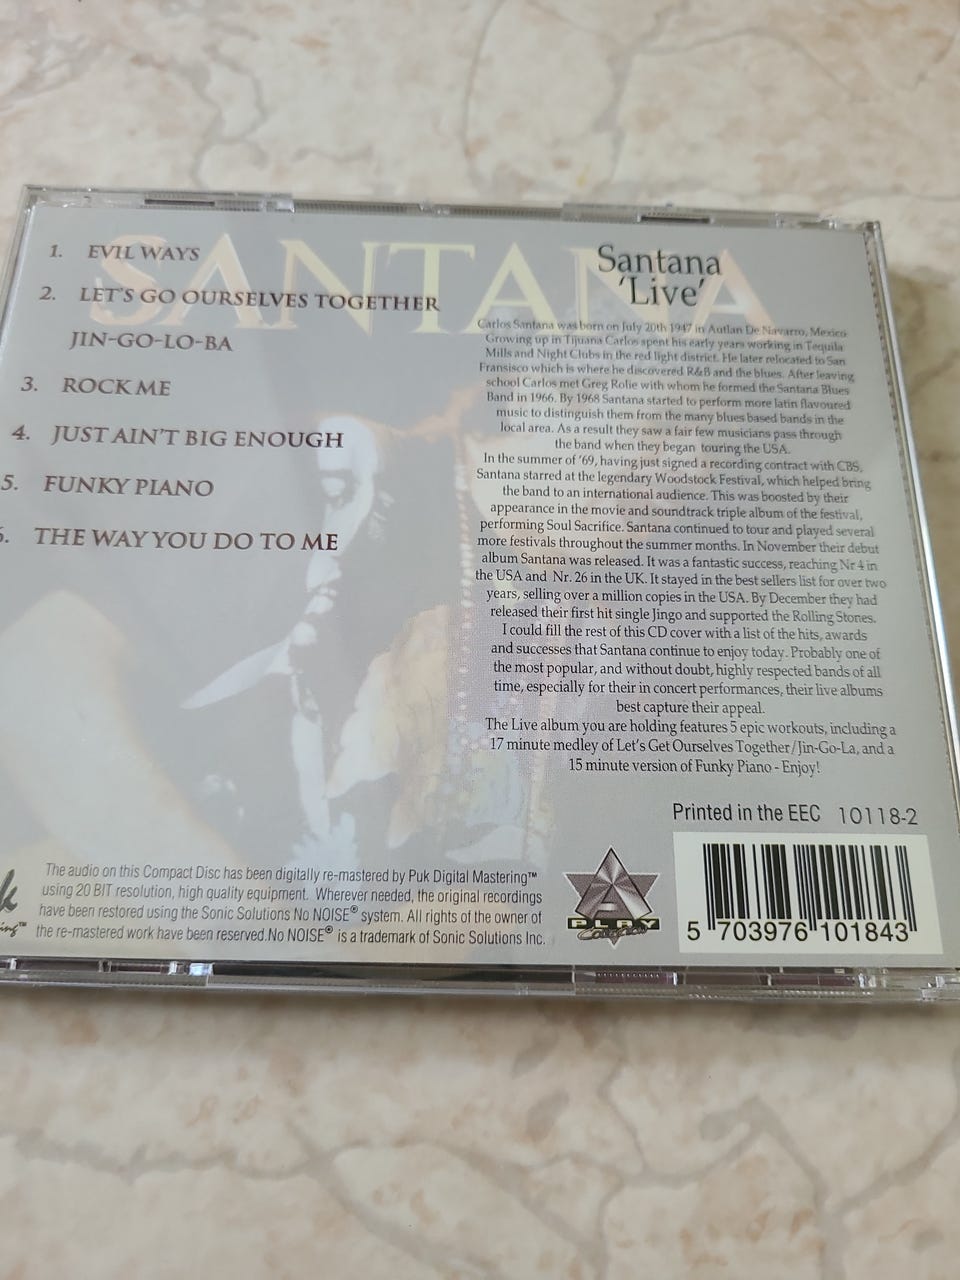 SANTANA
1. EVIL WAYS
2. LET'S GO OURSELVES TOGETHER
JIN-GO-LO-BA
3. ROCK ME
4. JUST AIN'T BIG ENOUGH
5. FUNKY PIANO
6. THE WAY YOU DO TO ME
Santana
'Live'
Carlos Santana was born on July 20th 1947 in Autlan De Navarro, Mexico
Growing up in Tijuana Carlos spent his early years working in Tequila
Mills and Night Clubs in the red light district. He later relocated to San
Fransisco which is where he discovered R&B and the blues. After leaving
school Carlos met Greg Rolie with whom he formed the Santana Blues
Band in 1966. By 1968 Santana started to perform more latin flavoured
music to distinguish them from the many blues based bands in the
local area. As a result they saw a fair few musicians pass through
the band when they began touring the USA.
In the summer of '69, having just signed a recording contract with CBS,
Santana starred at the legendary Woodstock Festival, which helped bring
the band to an international audience. This was boosted by their
appearance in the movie and soundtrack triple album of the festival,
performing Soul Sacrifice. Santana continued to tour and played several
more festivals throughout the summer months. In November their debut
album Santana was released. It was a fantastic success, reaching Nr 4 in
the USA and Nr. 26 in the UK. It stayed in the best sellers list for over two
years, selling over a million copies in the USA. By December they had
released their first hit single Jingo and supported the Rolling Stones.
I could fill the rest of this CD cover with a list of the hits, awards
and successes that Santana continue to enjoy today. Probably one of
the most popular, and without doubt, highly respected bands of all
time, especially for their in concert performances, their live albums
best capture their appeal.
The Live album you are holding features 5 epic workouts, including a
17 minute medley of Let's Get Ourselves Together/Jin-Go-La, and a
15 minute version of Funky Piano - Enjoy!
Printed in the EEC 10118-2
The audio on this Compact Disc has been digitally re-mastered by Puk Digital Mastering™
using 20 BIT resolution, high quality equipment. Wherever needed, the original recordings
have been restored using the Sonic Solutions No NOISE® system. All rights of the owner of
the re-mastered work have been reserved.No NOISE® is a trademark of Sonic Solutions Inc.
PLAY
5 703976 101843